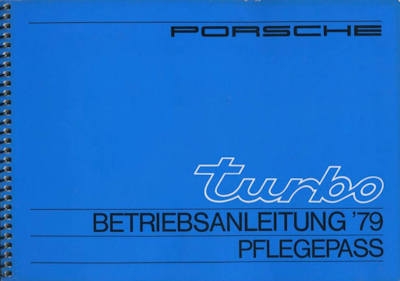 PORSCHE
turbo
BETRIEBSANLEITUNG '79
PFLEGEPASS